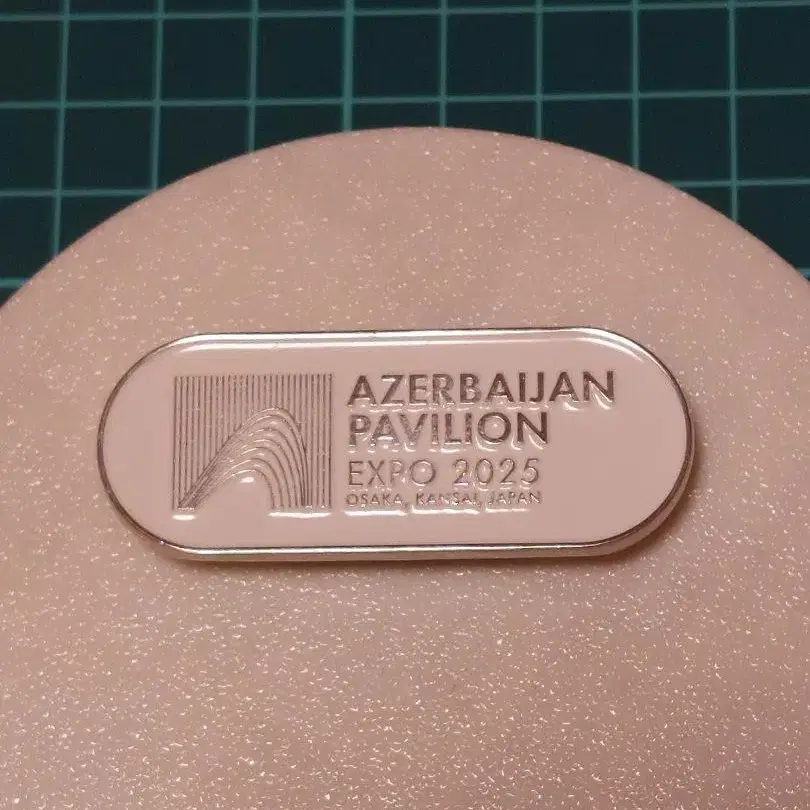 AZERBAIJAN
PAVILION
EXPO 2025
OSAKA, KANSAI, JAPAN